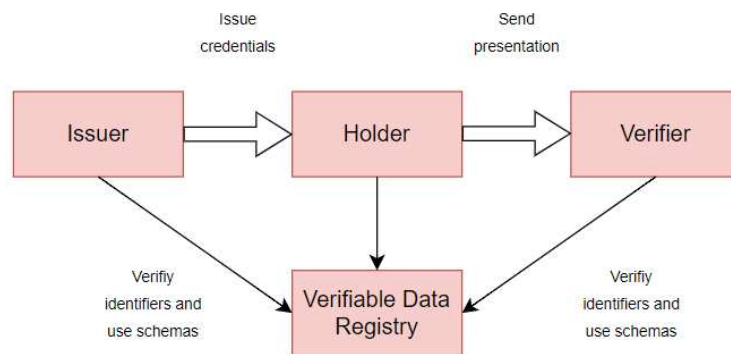 Issue
credentials
Send
presentation
Issuer
Holder
Verifier
Verifiy
identifiers and
use schemas
Verifiable Data
Registry
Verifiy
identifiers and
use schemas